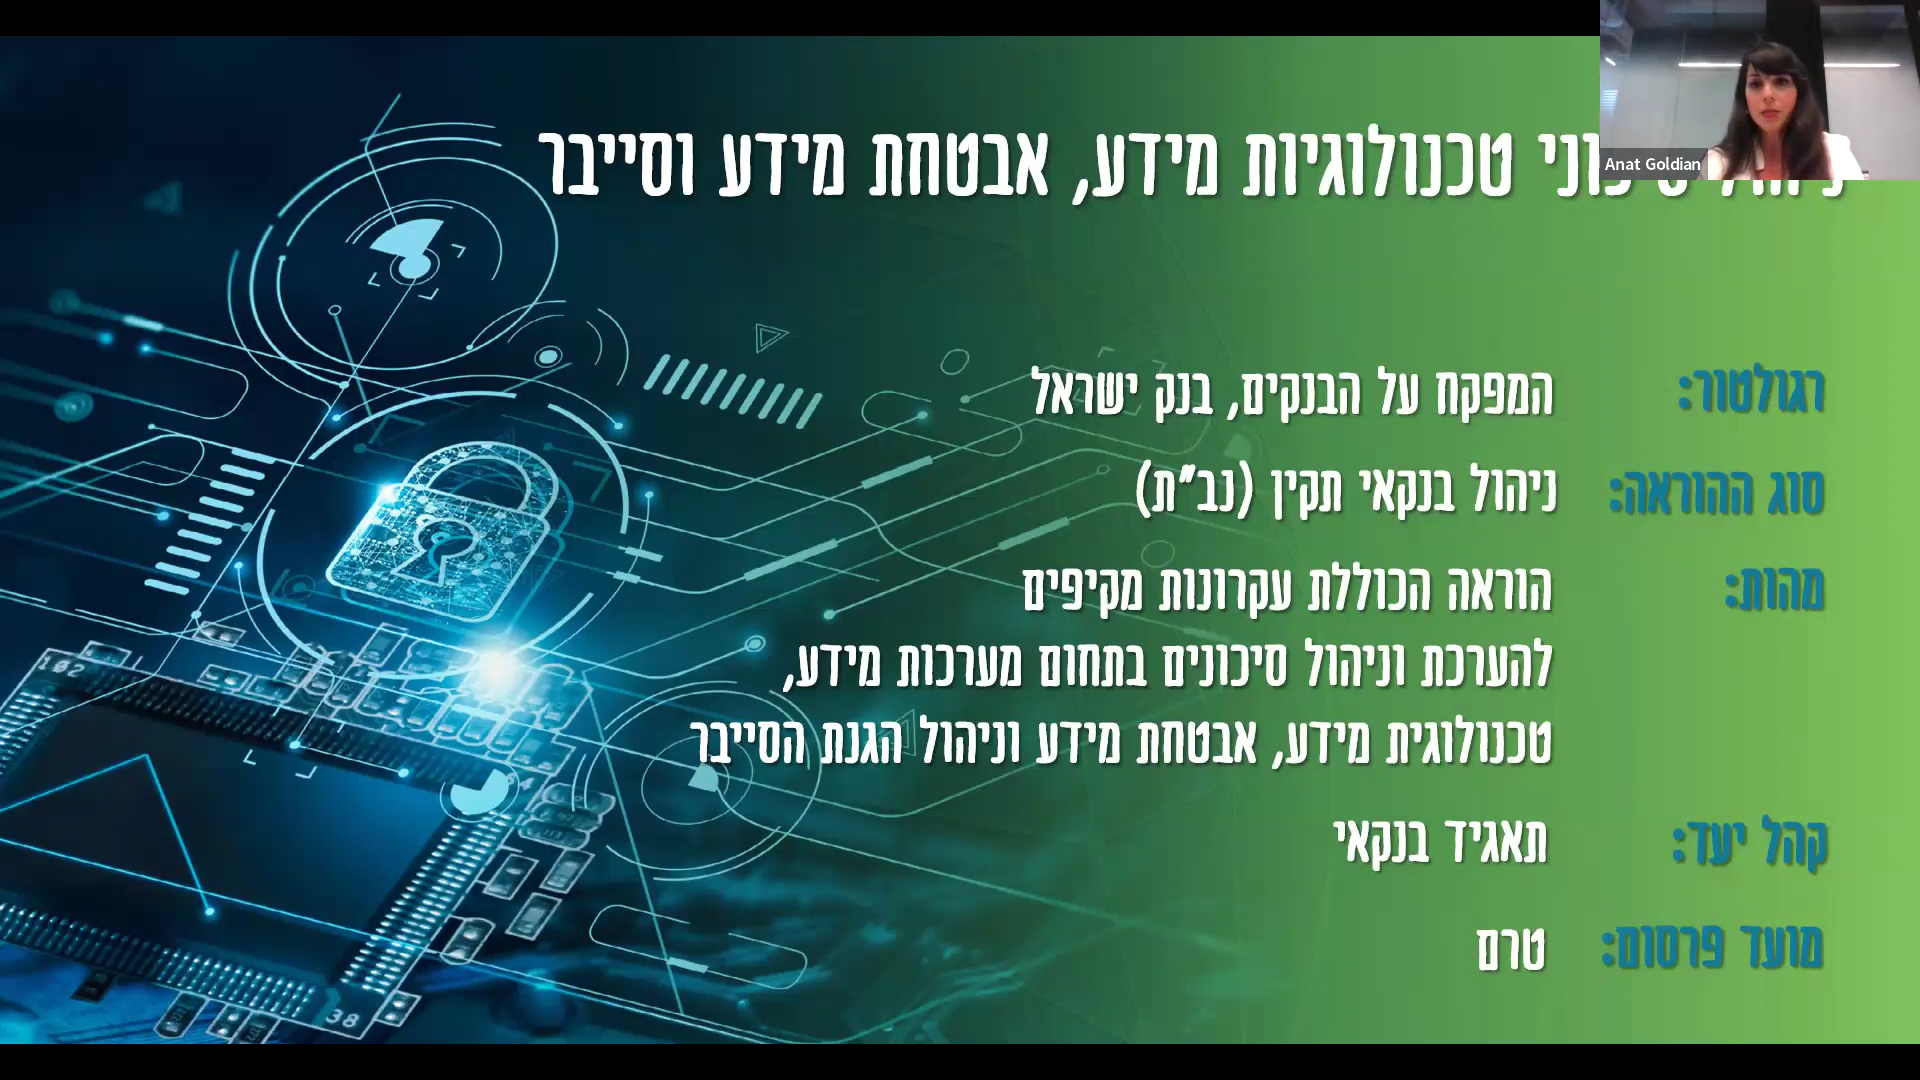 טכנולוגיות מידע, אבטחת מידע וסייבר
Anat Goldian
רגולטור: המפקח על הבנקים, בנק ישראל
סוג ההוראה: ניהול בנקאי תקין (נב"ת)
מהות: הוראה הכוללת עקרונות מקיפים
להערכת וניהול סיכונים בתחום מערכות מידע,
טכנולוגית מידע, אבטחת מידע וניהול הגנת הסייבר
קהל יעד: תאגיד בנקאי
מועד פרסום: טרם
102
38